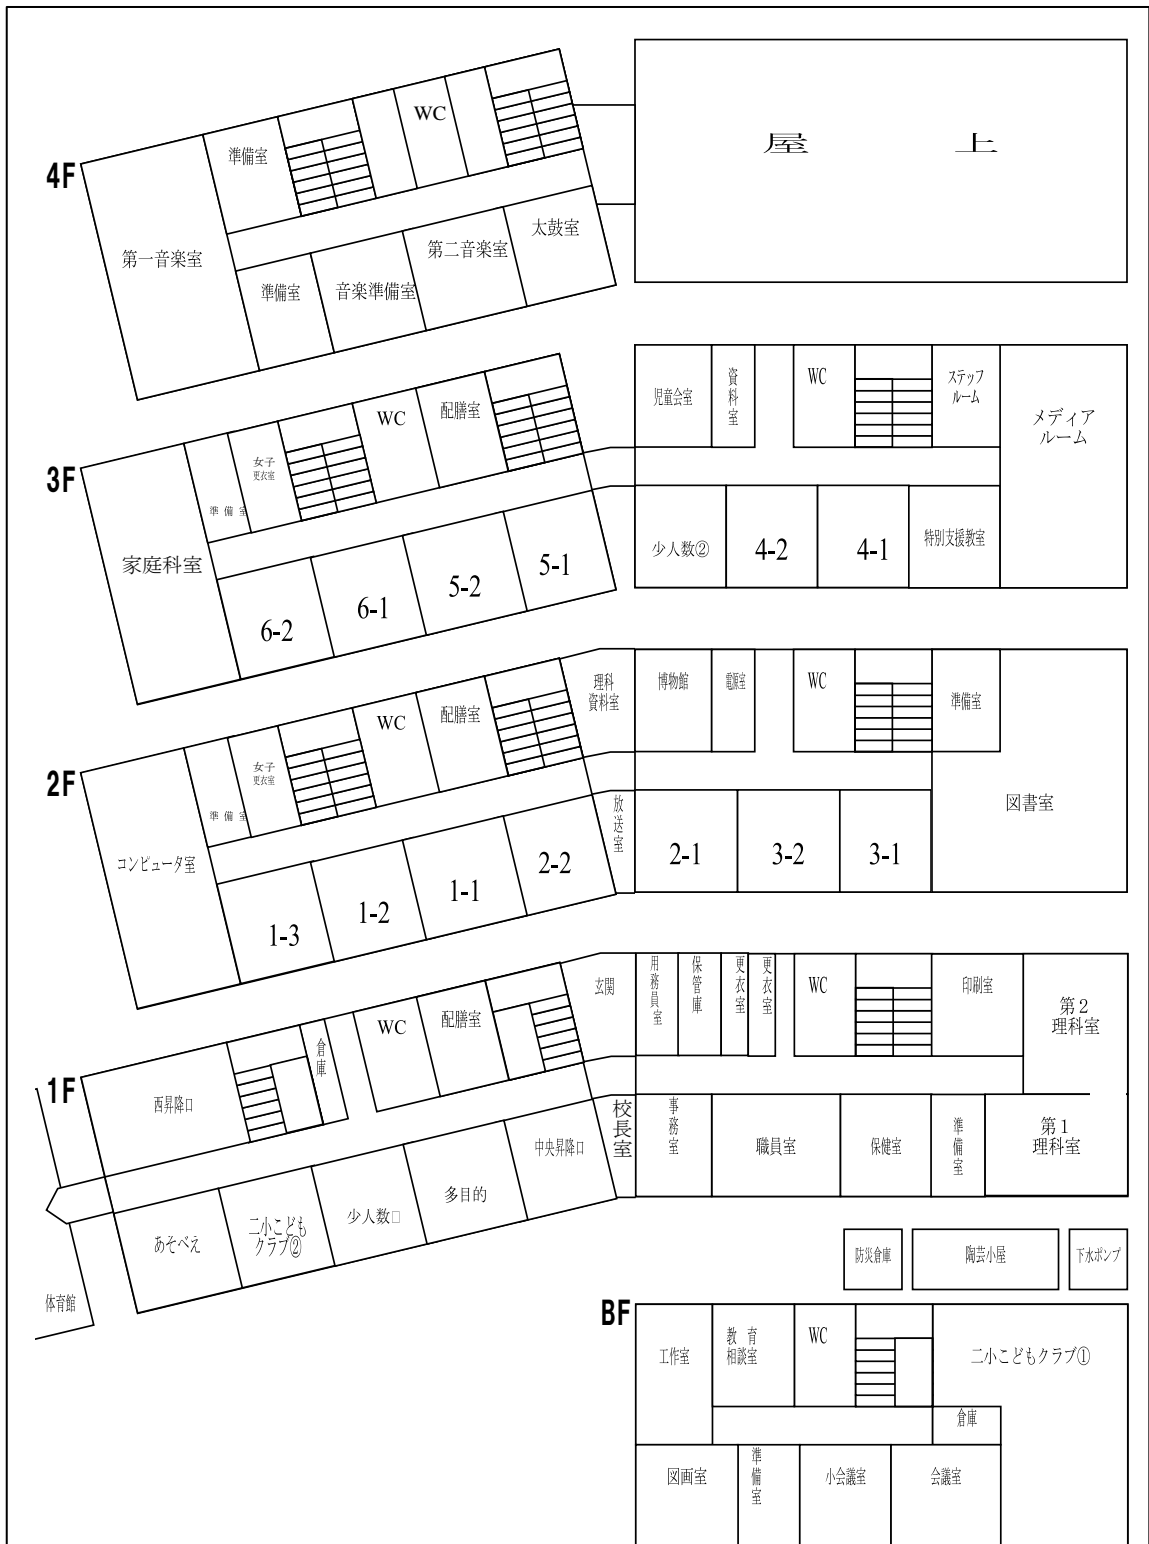 4F
準備室
WC
屋 上
第一音楽室
準備室
音楽準備室
第二音楽室
太鼓室
3F
準備室
女子
更衣室
WC
配膳室
児童会室
資料室
WC
ステップ
ルーム
メディア
ルーム
家庭科室
6-2
6-1
5-2
5-1
少人数②
4-2
4-1
特別支援教室
2F
準備室
女子
更衣室
WC
配膳室
理科
資料室
博物館
電源室
WC
準備室
図書室
コンピュータ室
1-3
1-2
1-1
2-2
放送室
2-1
3-2
3-1
1F
西昇降口
倉庫
WC
配膳室
玄関
用務員室
保管庫
更衣室
更衣室
WC
印刷室
第2
理科室
あそべえ
二小こども
クラブ②
少人数□
多目的
中央昇降口
校長室
事務室
職員室
保健室
準備室
第1
理科室
体育館
防災倉庫
陶芸小屋
下水ポンプ
BF
工作室
教 育
相談室
WC
二小こどもクラブ①
倉庫
図画室
準備室
小会議室
会議室